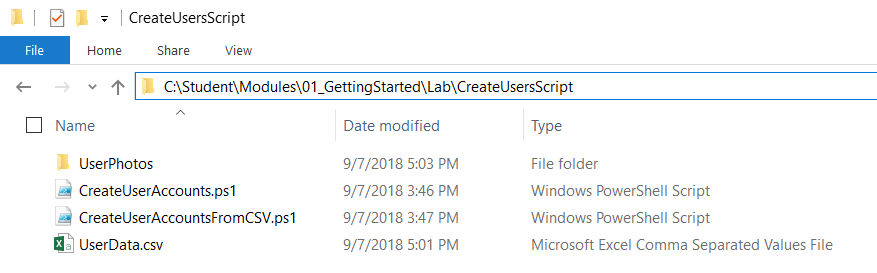 CreateUsersScript
File Home Share View
C:\Student\Modules\01_GettingStarted\Lab\CreateUsersScript
Name Date modified Type
UserPhotos 9/7/2018 5:03 PM File folder
CreateUserAccounts.ps1 9/7/2018 3:46 PM Windows PowerShell Script
CreateUserAccountsFromCSV.ps1 9/7/2018 3:47 PM Windows PowerShell Script
UserData.csv 9/7/2018 5:01 PM Microsoft Excel Comma Separated Values File